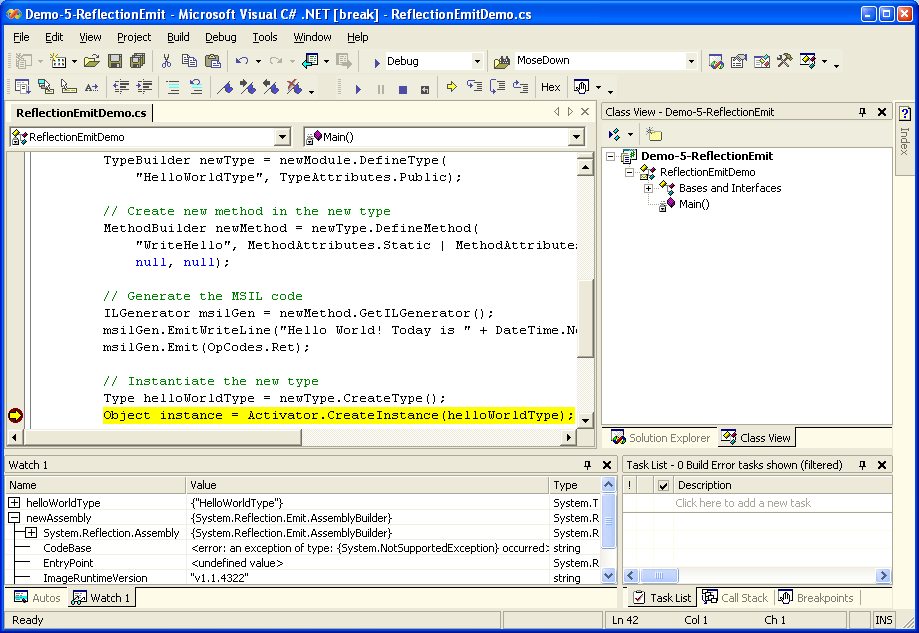 Demo-5-ReflectionEmit - Microsoft Visual C# .NET [break] - ReflectionEmitDemo.cs
File Edit View Project Build Debug Tools Window Help
Debug MoseDown
Hex
ReflectionEmitDemo.cs
ReflectionEmitDemo Main()
TypeBuilder newType = newModule.DefineType(
"HelloWorldType", TypeAttributes.Public);
// Create new method in the new type
MethodBuilder newMethod = newType.DefineMethod(
"WriteHello", MethodAttributes.Static | MethodAttributes
null, null);
// Generate the MSIL code
ILGenerator msilGen = newMethod.GetILGenerator();
msilGen.EmitWriteLine("Hello World! Today is " + DateTime.N
msilGen.Emit(OpCodes.Ret);
// Instantiate the new type
Type helloWorldType = newType.CreateType();
Object instance = Activator.CreateInstance(helloWorldType);
Class View - Demo-5-ReflectionEmit
Demo-5-ReflectionEmit
ReflectionEmitDemo
Bases and Interfaces
Main()
Solution Explorer Class View
Index
Watch 1
Name Value Type
helloWorldType {"HelloWorldType"} System.T
newAssembly {System.Reflection.Emit.AssemblyBuilder} System.R
System.Reflection.Assembly {System.Reflection.Emit.AssemblyBuilder} System.R
CodeBase <error: an exception of type: {System.NotSupportedException} occurred> string
EntryPoint <undefined value> System.R
ImageRuntimeVersion "v1.1.4322" string
Autos Watch 1
Task List - 0 Build Error tasks shown (filtered)
! Description
Click here to add a new task
Task List Call Stack Breakpoints
Ready Ln 42 Col 1 Ch 1 INS